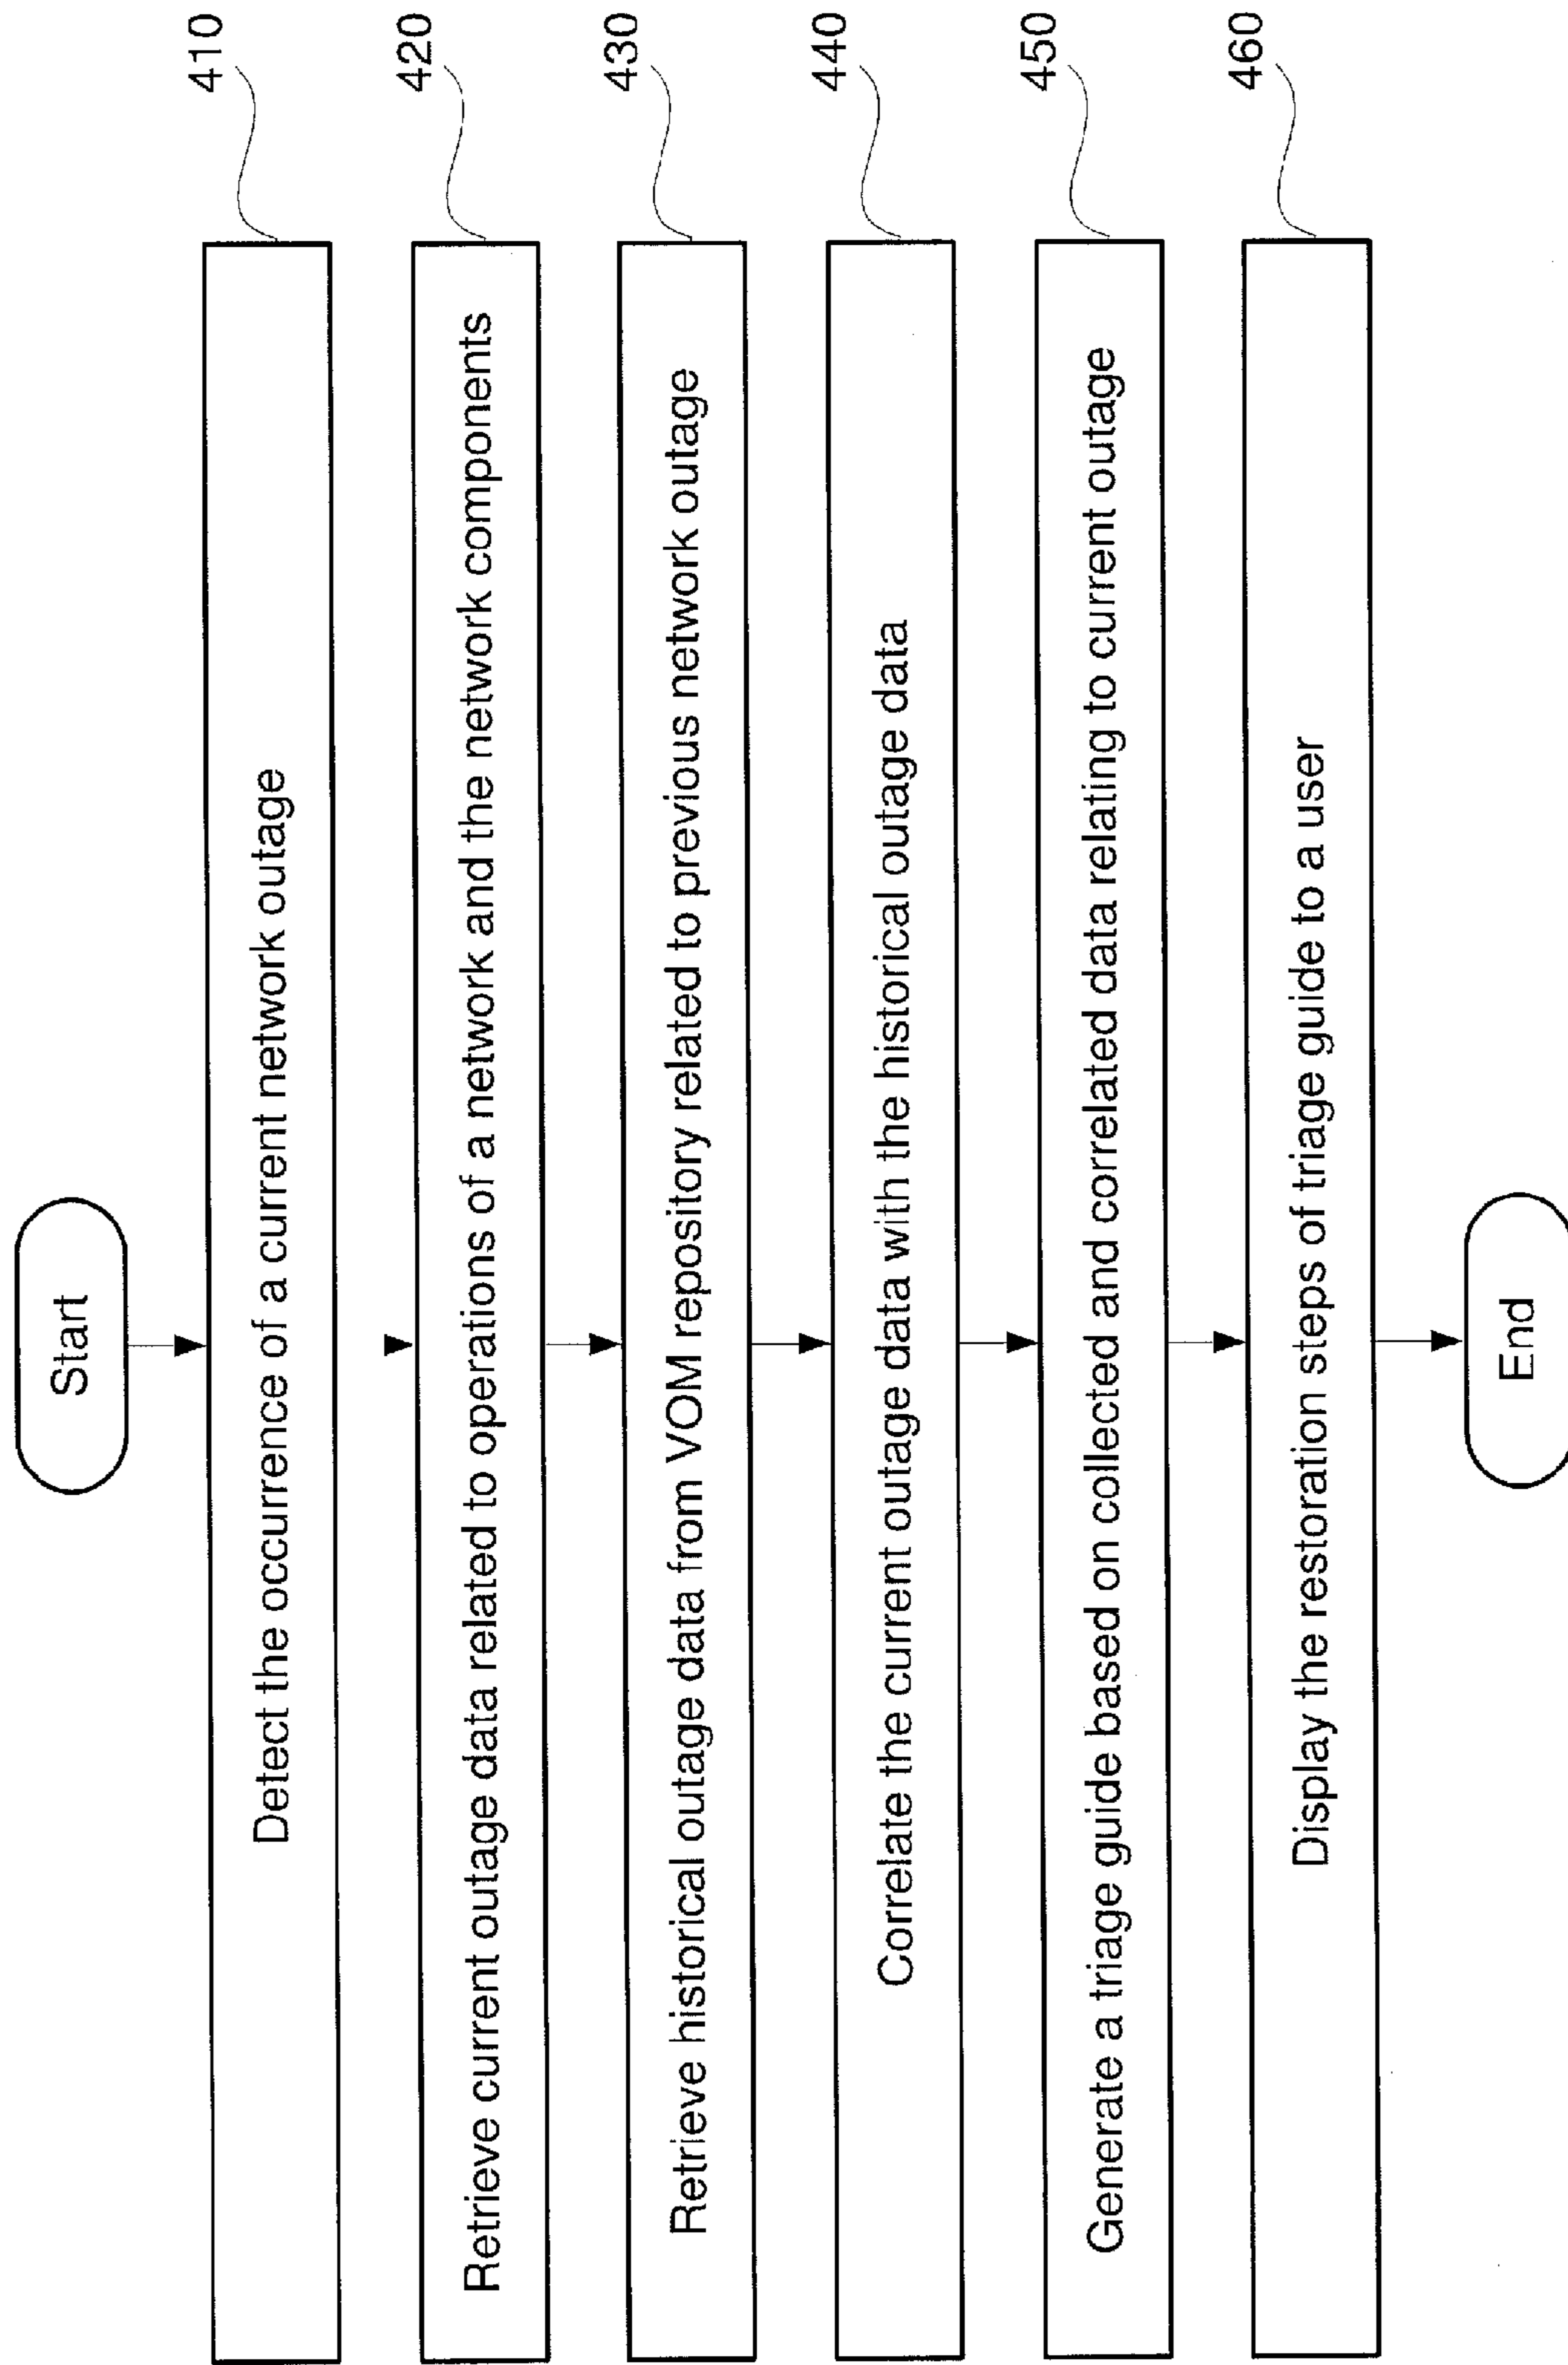 Start
Detect the occurrence of a current network outage
410
Retrieve current outage data related to operations of a network and the network components
420
Retrieve historical outage data from VOM repository related to previous network outage
430
Correlate the current outage data with the historical outage data
440
Generate a triage guide based on collected and correlated data relating to current outage
450
Display the restoration steps of triage guide to a user
460
End